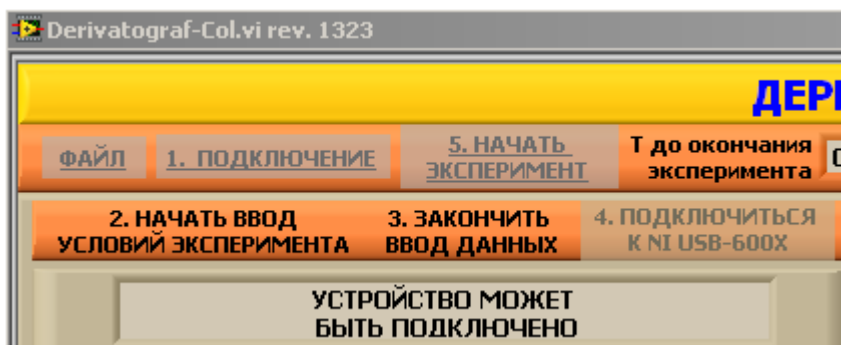 Derivatograf-Col.vi rev. 1323
ФАЙЛ
1. ПОДКЛЮЧЕНИЕ
5. НАЧАТЬ
ЭКСПЕРИМЕНТ
Т до окончания
эксперимента
2. НАЧАТЬ ВВОД
УСЛОВИЙ ЭКСПЕРИМЕНТА
3. ЗАКОНЧИТЬ
ВВОД ДАННЫХ
4. ПОДКЛЮЧИТЬСЯ
К NI USB-600X
УСТРОЙСТВО МОЖЕТ
БЫТЬ ПОДКЛЮЧЕНО